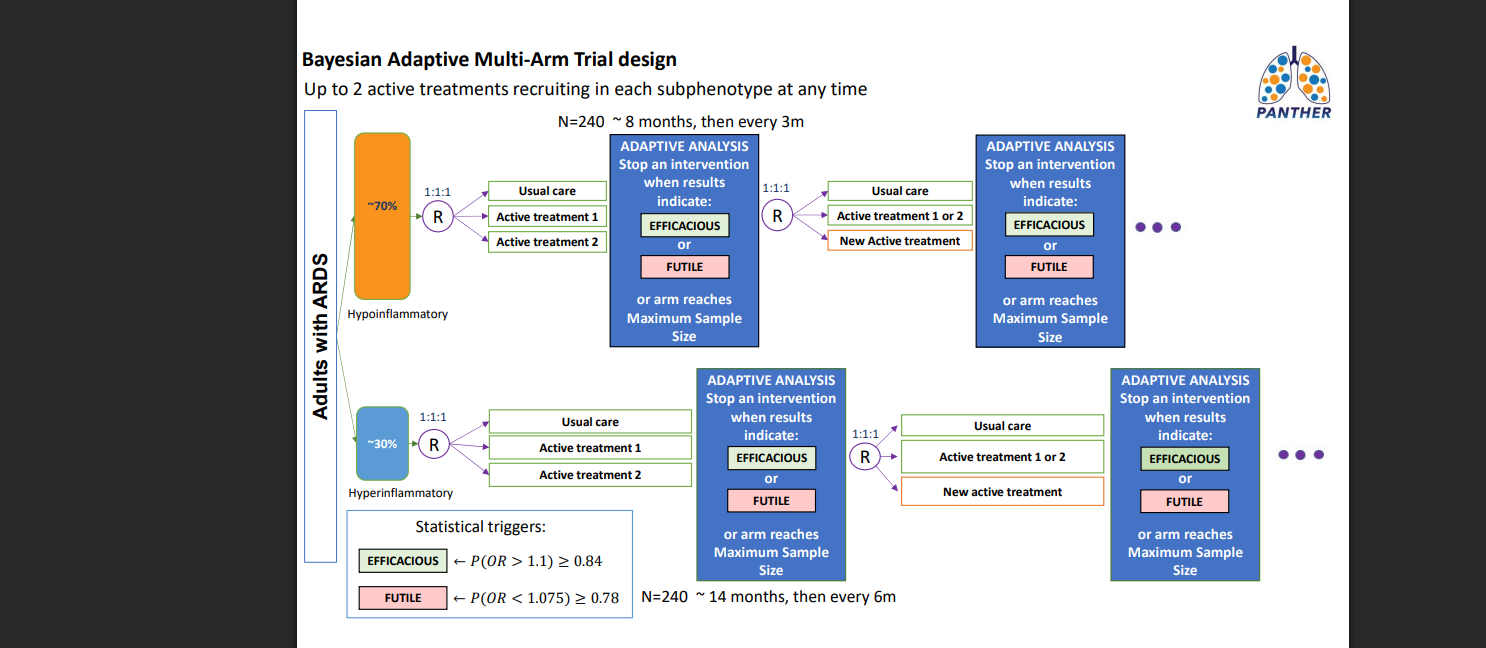 Bayesian Adaptive Multi-Arm Trial design
Up to 2 active treatments recruiting in each subphenotype at any time
PANTHER
N=240 ~ 8 months, then every 3m
Adults with ARDS
~70%
Hypoinflammatory
1:1:1
R
Usual care
Active treatment 1
Active treatment 2
ADAPTIVE ANALYSIS
Stop an intervention
when results
indicate:
EFFICACIOUS
or
FUTILE
or arm reaches
Maximum Sample
Size
1:1:1
R
Usual care
Active treatment 1 or 2
New Active treatment
ADAPTIVE ANALYSIS
Stop an intervention
when results
indicate:
EFFICACIOUS
or
FUTILE
or arm reaches
Maximum Sample
Size
~30%
Hyperinflammatory
1:1:1
R
Usual care
Active treatment 1
Active treatment 2
ADAPTIVE ANALYSIS
Stop an intervention
when results
indicate:
EFFICACIOUS
or
FUTILE
or arm reaches
Maximum Sample
Size
1:1:1
R
Usual care
Active treatment 1 or 2
New active treatment
ADAPTIVE ANALYSIS
Stop an intervention
when results
indicate:
EFFICACIOUS
or
FUTILE
or arm reaches
Maximum Sample
Size
Statistical triggers:
EFFICACIOUS ← P(OR > 1.1) ≥ 0.84
FUTILE ← P(OR < 1.075) ≥ 0.78
N=240 ~ 14 months, then every 6m